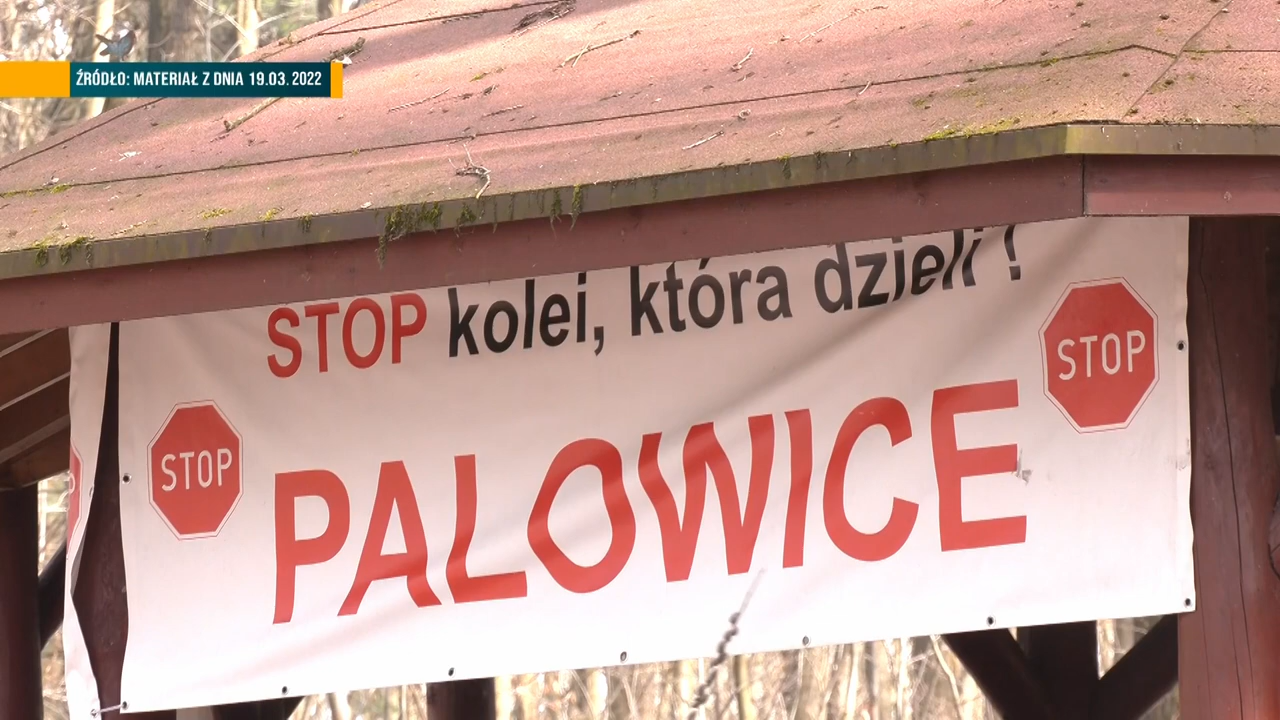 ŹRÓDŁO: MATERIAŁ Z DNIA 19.03.2022
STOP kolei, która dzieli !
STOP
STOP
PALOWICE